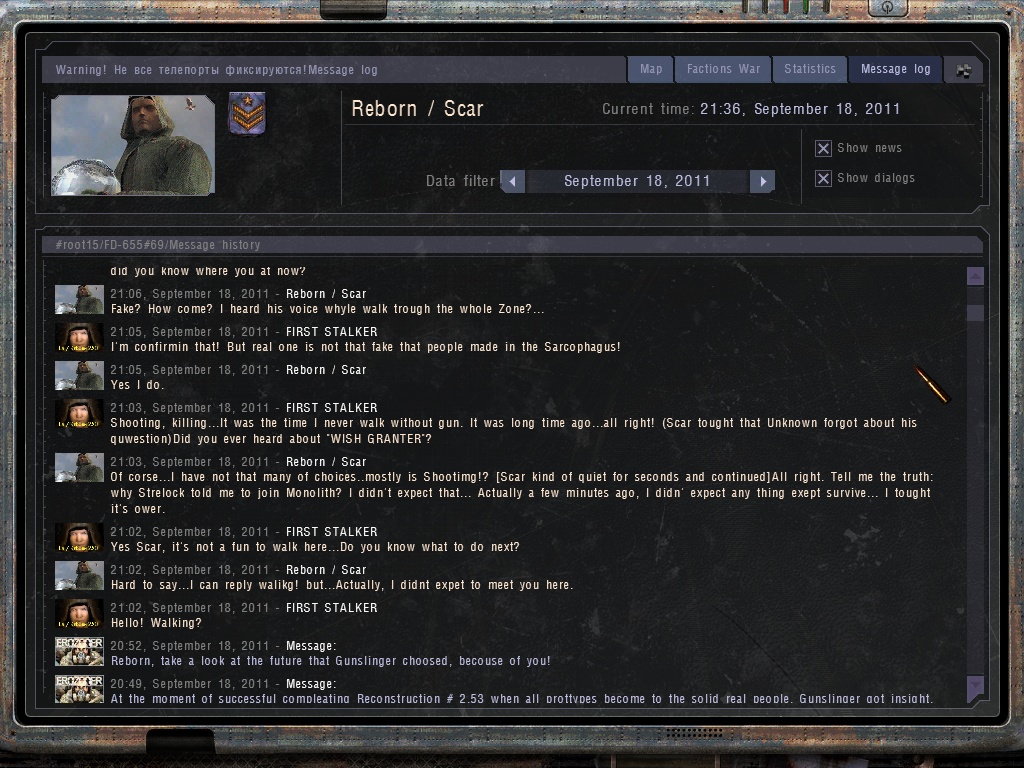 Warning! Не все телепорты фиксируются!Message log
Map
Factions War
Statistics
Message log
Reborn / Scar
Current time: 21:36, September 18, 2011
Show news
Data filter
September 18, 2011
Show dialogs
#root15/FD-655#69/Message history
did you know where you at now?
21:06, September 18, 2011 - Reborn / Scar
Fake? How come? I heard his voice whyle walk trough the whole Zone?...
21:05, September 18, 2011 - FIRST STALKER
I'm confirmin that! But real one is not that fake that people made in the Sarcophagus!
21:05, September 18, 2011 - Reborn / Scar
Yes I do.
21:03, September 18, 2011 - FIRST STALKER
Shooting, killing...It was the time I never walk without gun. It was long time ago...all right! (Scar tought that Unknown forgot about his
quwestion)Did you ever heard about "WISH GRANTER"?
21:03, September 18, 2011 - Reborn / Scar
Of corse...I have not that many of choices..mostly is Shootimg!? [Scar kind of quiet for seconds and continued]All right. Tell me the truth:
why Strelock told me to join Monolith? I didn't expect that... Actually a few minutes ago, I didn' expect any thing exept survive... I tought
it's ower.
21:02, September 18, 2011 - FIRST STALKER
Yes Scar, it's not a fun to walk here...Do you know what to do next?
21:02, September 18, 2011 - Reborn / Scar
Hard to say...I can reply walikg! but...Actually, I didnt expet to meet you here.
21:02, September 18, 2011 - FIRST STALKER
Hello! Walking?
20:52, September 18, 2011 - Message:
Reborn, take a look at the future that Gunslinger choosed, becouse of you!
20:49, September 18, 2011 - Message:
At the moment of successful compleating Reconstruction # 2.53 when all prottypes become to the solid real people. Gunslinger got insight.